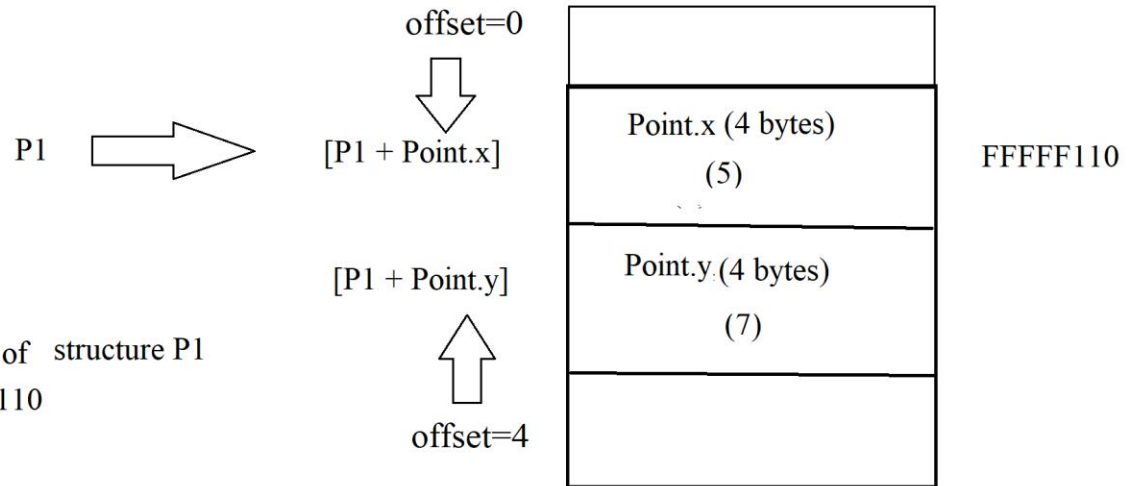 offset=0
P1
[P1 + Point.x]
Point.x (4 bytes)
(5)
FFFFF110
[P1 + Point.y]
Point.y (4 bytes)
(7)
of structure P1
110
offset=4